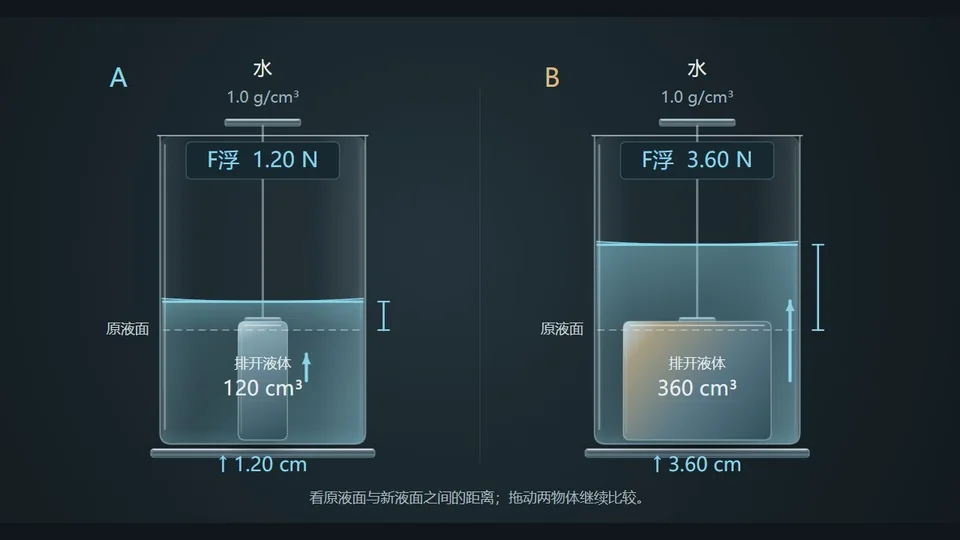 A
水
1.0 g/cm³
F浮 1.20 N
原液面
排开液体
120 cm³
↑ 1.20 cm
B
水
1.0 g/cm³
F浮 3.60 N
原液面
排开液体
360 cm³
↑ 3.60 cm
看原液面与新液面之间的距离；拖动两物体继续比较。